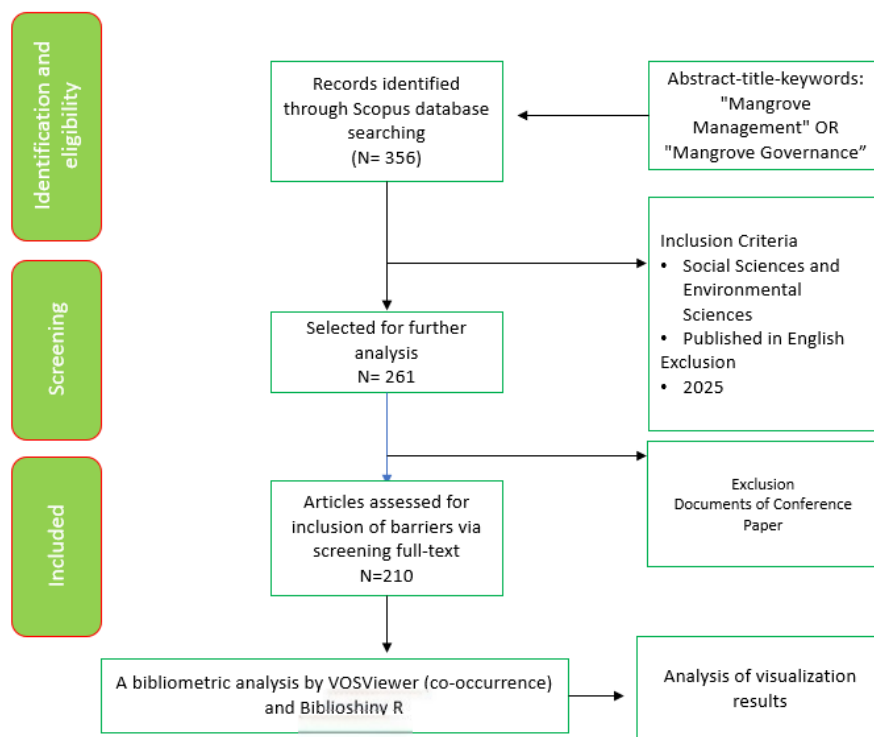 Identification and
eligibility
Records identified
through Scopus database
searching
(N= 356)
Abstract-title-keywords:
"Mangrove
Management" OR
"Mangrove Governance”
Inclusion Criteria
• Social Sciences and
Environmental
Sciences
• Published in English
Exclusion
• 2025
Screening
Selected for further
analysis
N= 261
Exclusion
Documents of Conference
Paper
Included
Articles assessed for
inclusion of barriers via
screening full-text
N=210
A bibliometric analysis by VOSViewer (co-occurrence)
and Biblioshiny R
Analysis of visualization
results